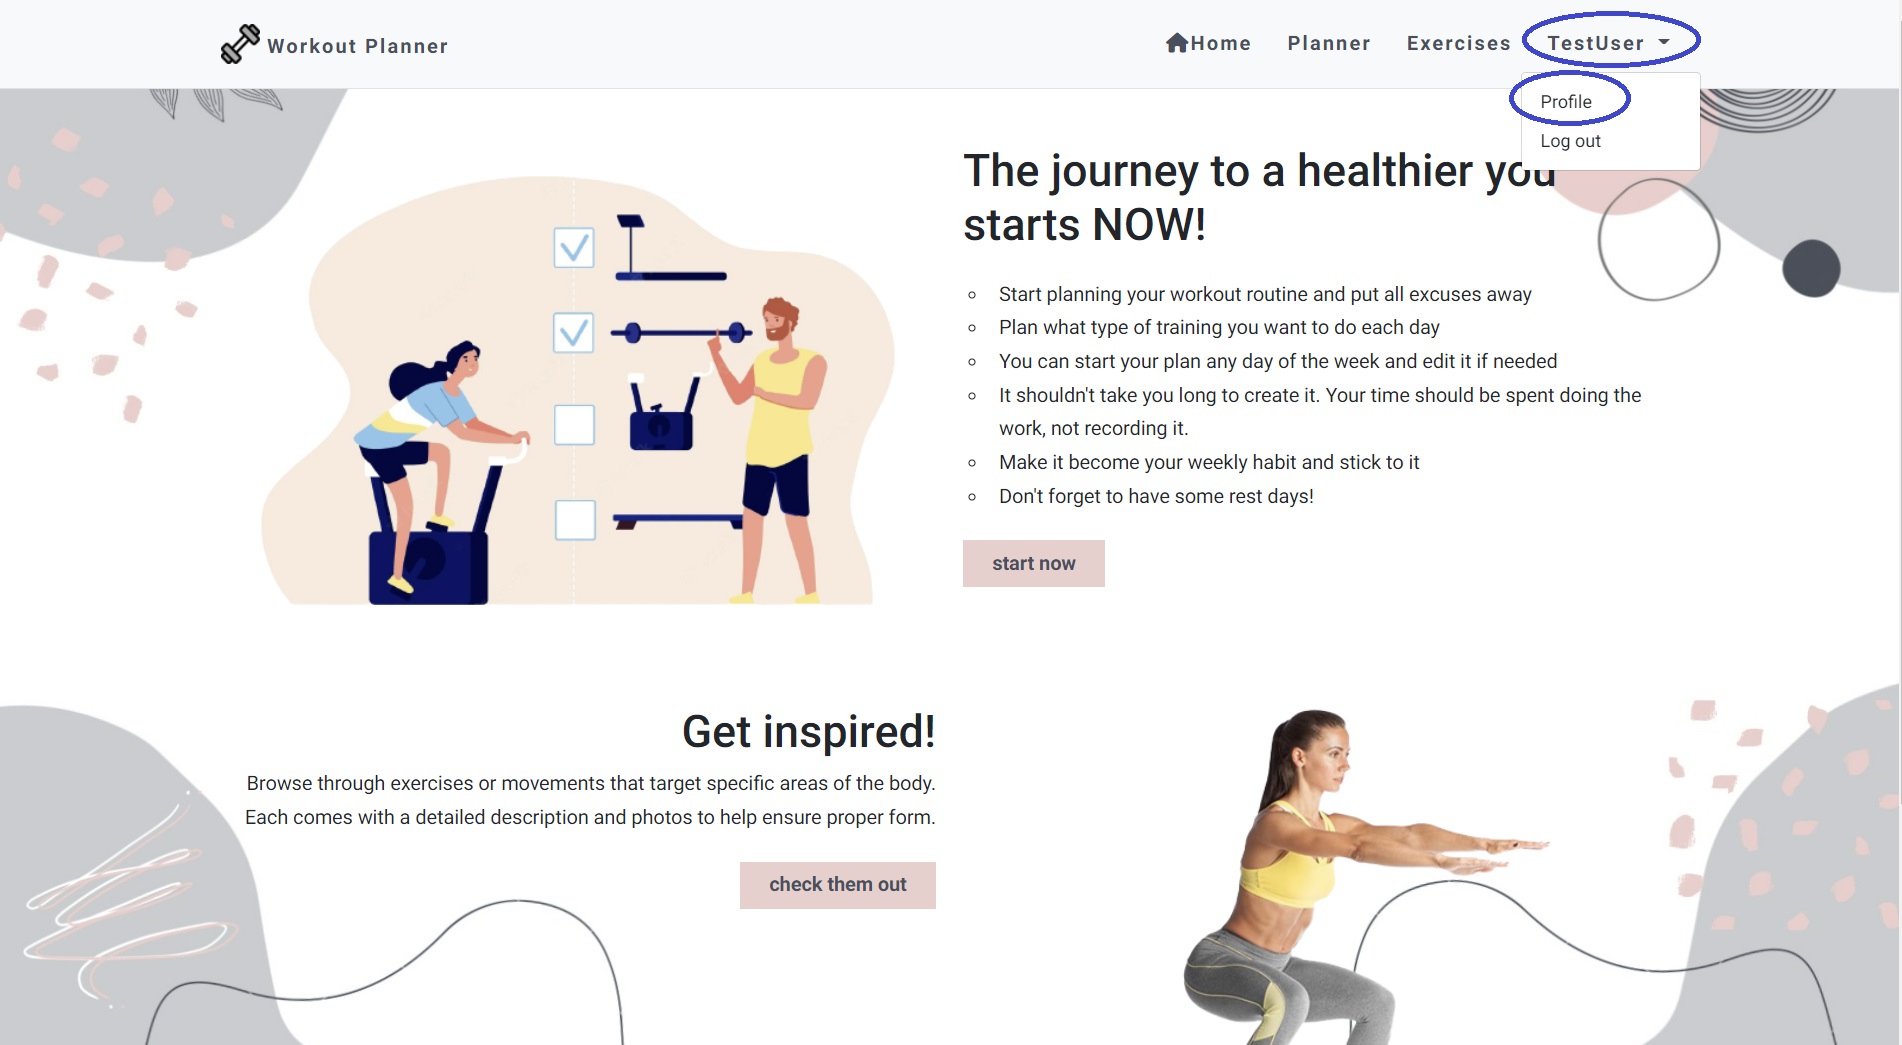 Workout Planner
Home
Planner
Exercises
TestUser
Profile
Log out
The journey to a healthier you
starts NOW!
Start planning your workout routine and put all excuses away
Plan what type of training you want to do each day
You can start your plan any day of the week and edit it if needed
It shouldn't take you long to create it. Your time should be spent doing the
work, not recording it.
Make it become your weekly habit and stick to it
Don't forget to have some rest days!
start now
Get inspired!
Browse through exercises or movements that target specific areas of the body.
Each comes with a detailed description and photos to help ensure proper form.
check them out